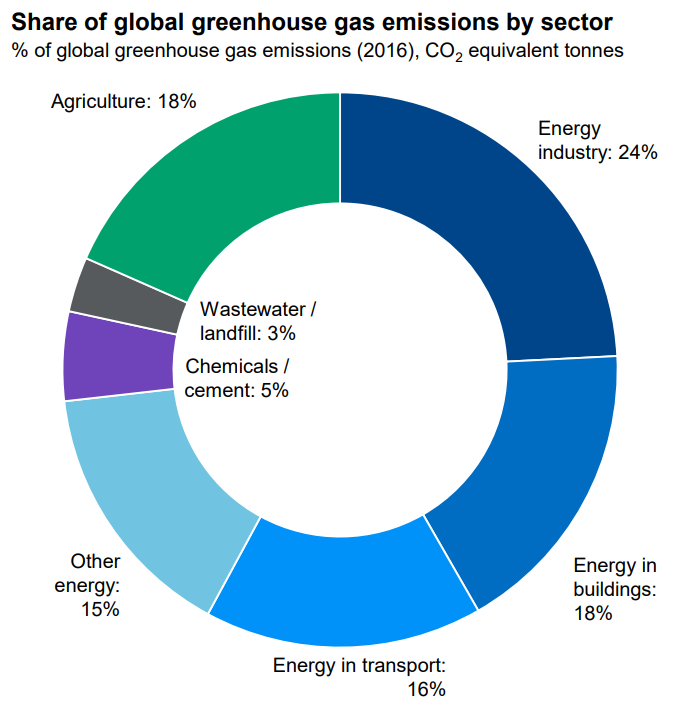 Share of global greenhouse gas emissions by sector
% of global greenhouse gas emissions (2016), CO₂ equivalent tonnes
Agriculture: 18%
Energy
industry: 24%
Wastewater /
landfill: 3%
Chemicals /
cement: 5%
Other
energy:
15%
Energy in
buildings:
18%
Energy in transport:
16%